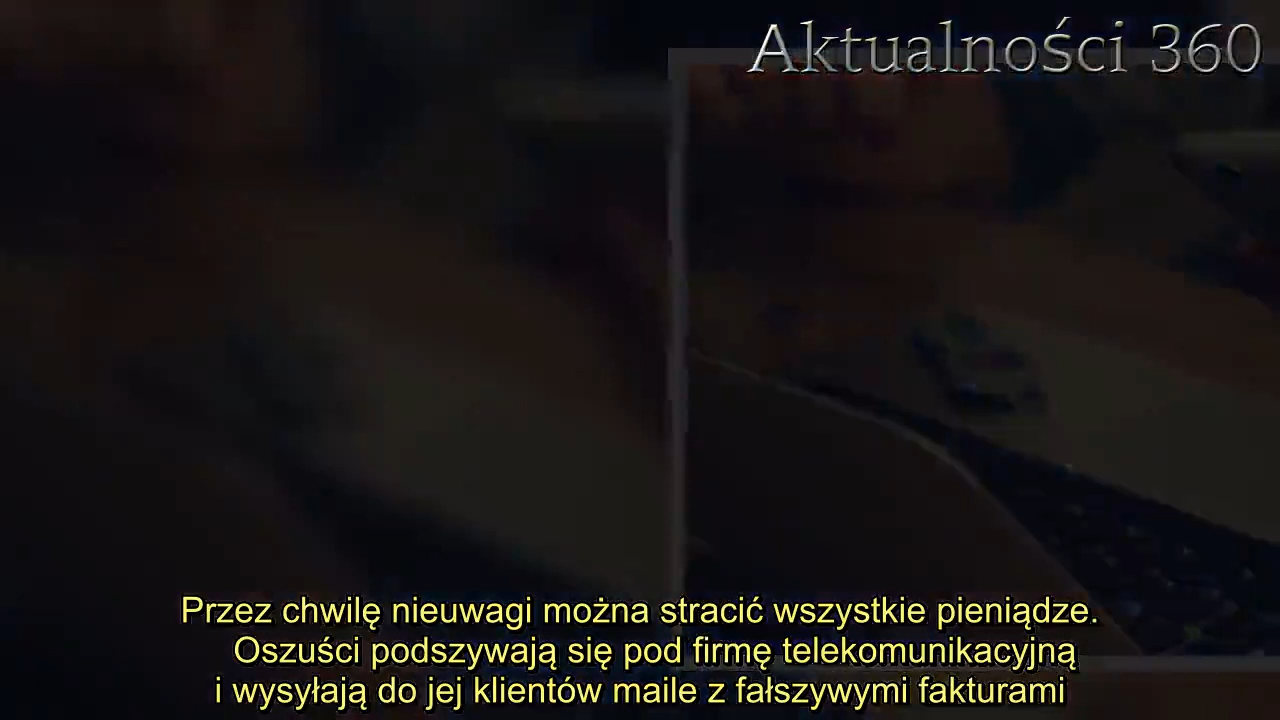 Aktualności 360
Przez chwilę nieuwagi można stracić wszystkie pieniądze.
Oszuści podszywają się pod firmę telekomunikacyjną
i wysyłają do jej klientów maile z fałszywymi fakturami